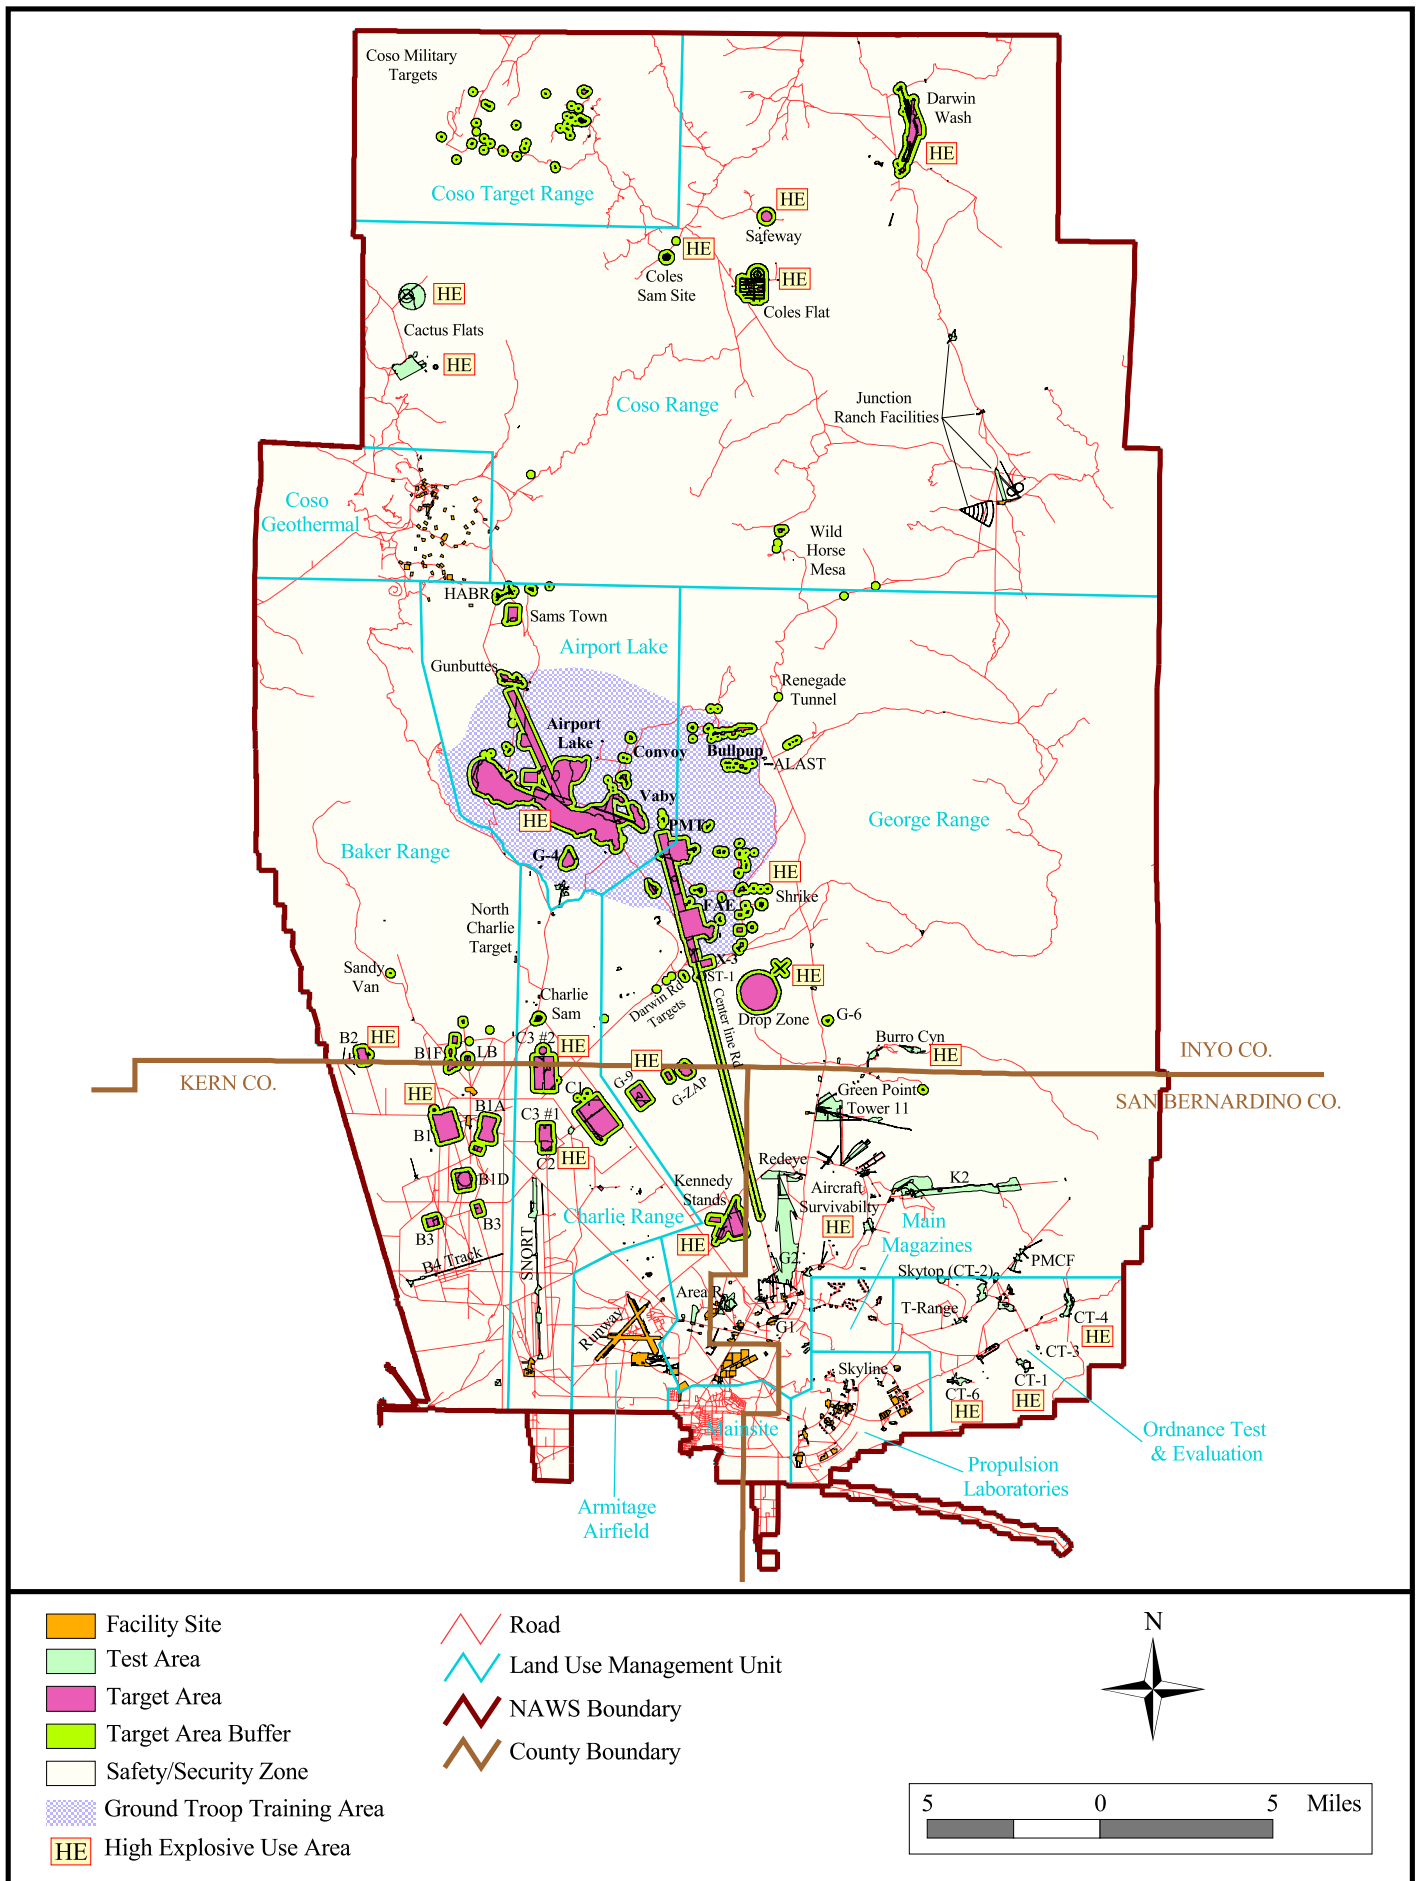 Coso Military
Targets
Darwin
Wash
HE
Coso Target Range
HE
Safeway
HE
Coles
Sam Site
HE
Coles Flat
HE
Cactus Flats
HE
Coso Range
Junction
Ranch Facilities
Coso
Geothermal
Wild
Horse
Mesa
HABR
Sams Town
Airport Lake
Gunbuttes
Renegade
Tunnel
Airport
Lake
Convoy
Bullpup
ALAST
Vaby
HE
PMT
George Range
Baker Range
G-4
HE
Shrike
FAE
North
Charlie
Target
X-3
ST-1
Sandy
Van
HE
Darwin Rd
Targets
Center line Rd
Drop Zone
G-6
Charlie
Sam
B2
HE
B1F
LB
C3 #2
HE
HE
Burro Cyn
HE
INYO CO.
KERN CO.
SAN BERNARDINO CO.
G-9
G-ZAP
Green Point
Tower 11
HE
B1A
B1
C1
C3 #1
C2
HE
B1D
B3
B3
B4 Track
SNORT
Redeye
Kennedy
Stands
HE
Aircraft
Survivabilty
HE
K2
Charlie Range
Main
Magazines
G2
PMCF
Skytop (CT-2)
T-Range
Area R
G1
CT-4
HE
CT-3
Runway
Skyline
CT-1
HE
CT-6
HE
Mainsite
Ordnance Test
& Evaluation
Propulsion
Laboratories
Armitage
Airfield
Facility Site
Test Area
Target Area
Target Area Buffer
Safety/Security Zone
Ground Troop Training Area
HE High Explosive Use Area
Road
Land Use Management Unit
NAWS Boundary
County Boundary
N
5 0 5 Miles